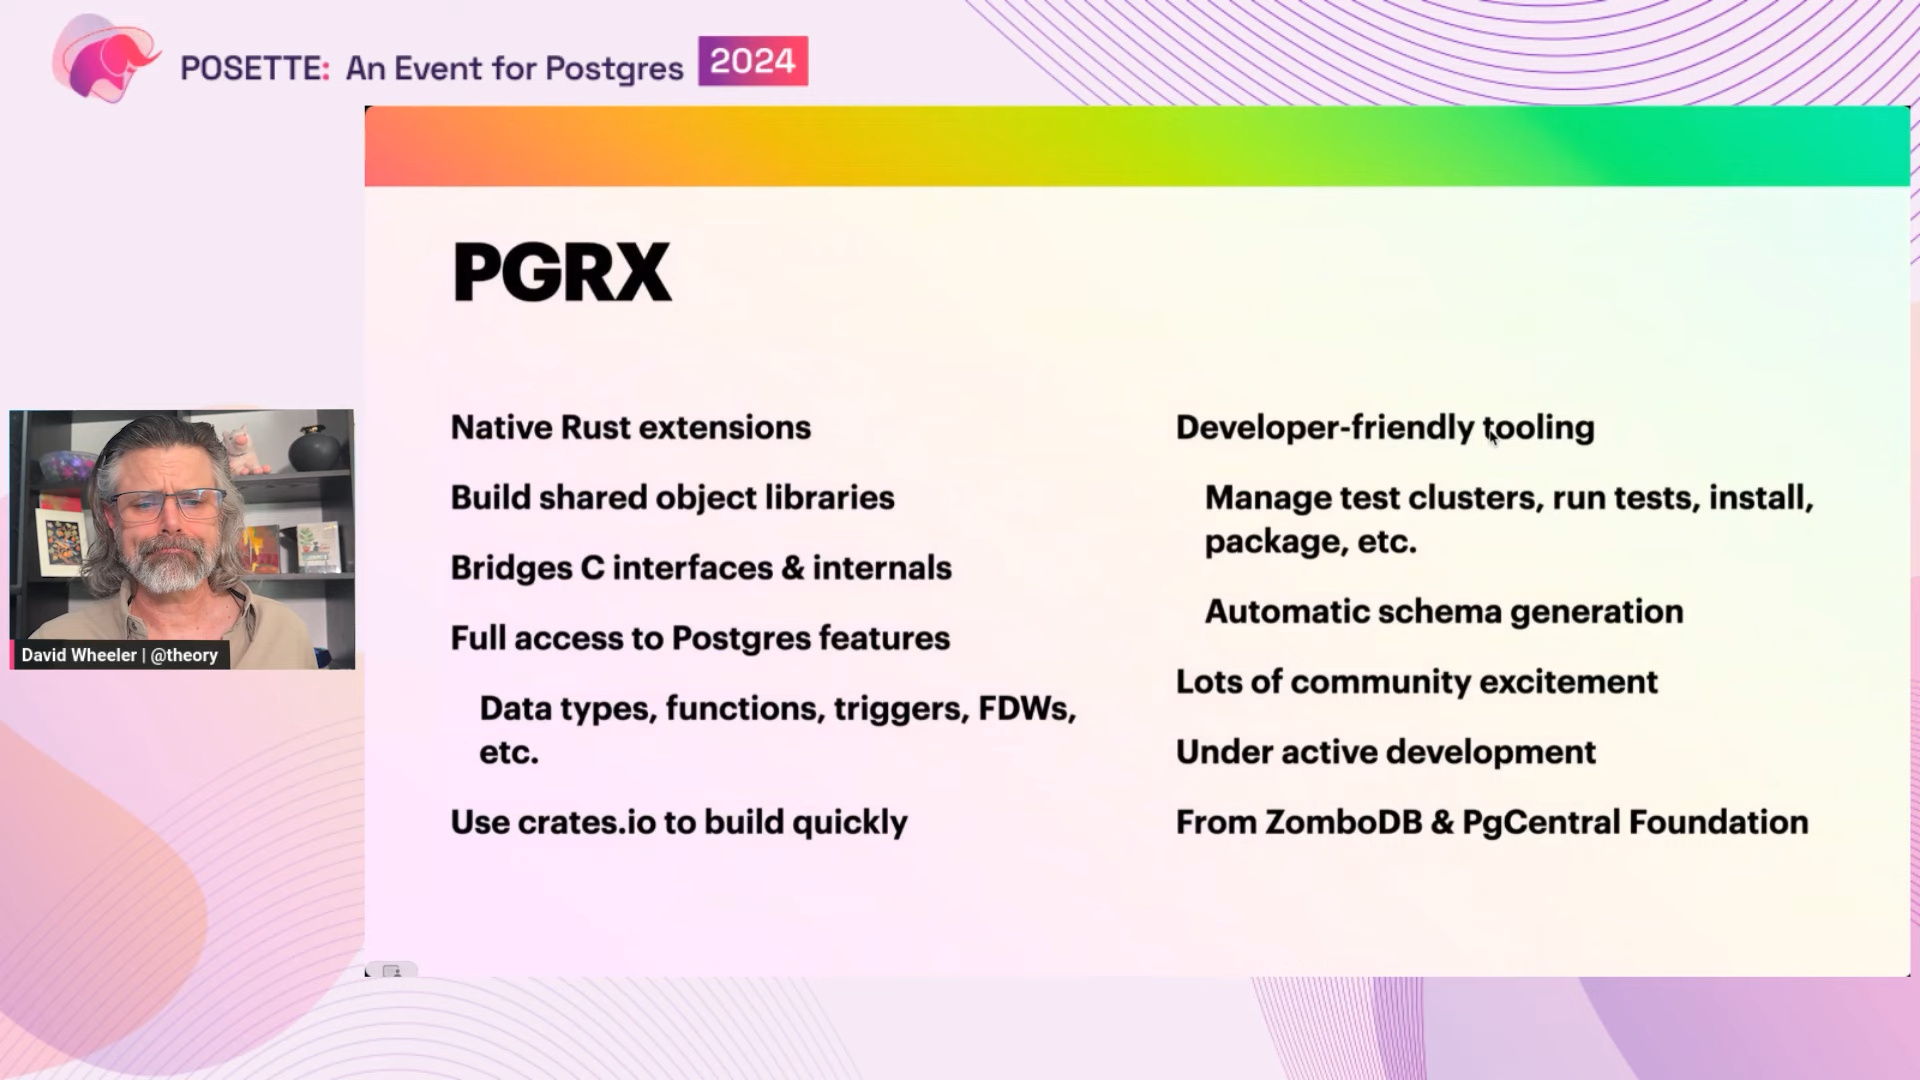 POSETTE: An Event for Postgres 2024
PGRX
Native Rust extensions
Build shared object libraries
Bridges C interfaces & internals
Full access to Postgres features
Data types, functions, triggers, FDWs,
etc.
Use crates.io to build quickly
Developer-friendly tooling
Manage test clusters, run tests, install,
package, etc.
Automatic schema generation
Lots of community excitement
Under active development
From ZomboDB & PgCentral Foundation
David Wheeler | @theory